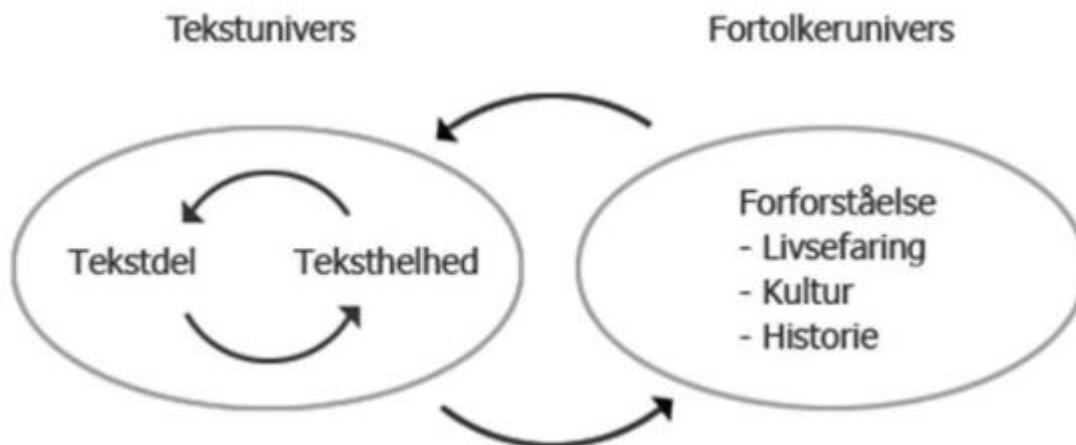 Tekstunivers
Fortolkerunivers
Tekstdel
Teksthelhed
Forforståelse
- Livsefaring
- Kultur
- Historie